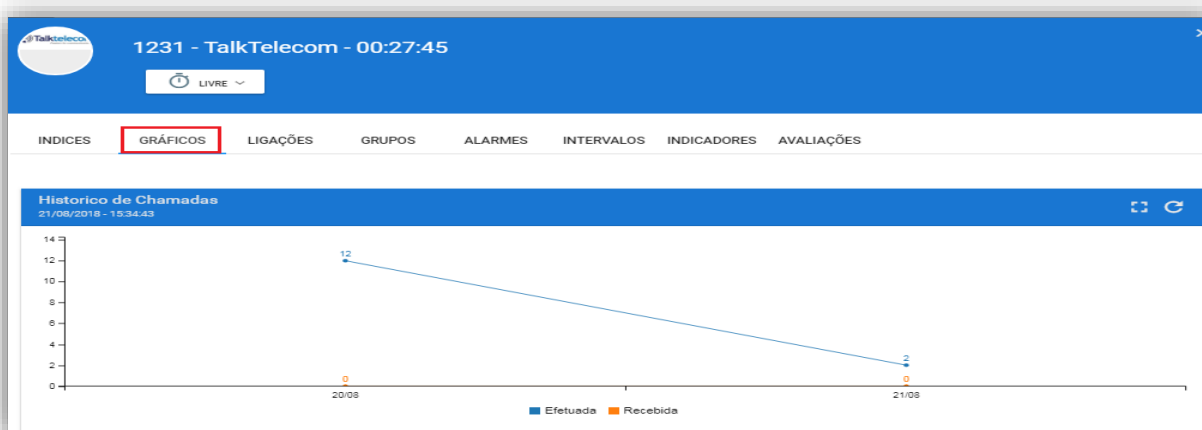 Talktelecom
1231 - TalkTelecom - 00:27:45
LIVRE
INDICES GRÁFICOS LIGAÇÕES GRUPOS ALARMES INTERVALOS INDICADORES AVALIAÇÕES
Historico de Chamadas
21/08/2018 - 15:34:43
14
12
10
8
6
4
2
0
12
2
0
0
20/08
21/08
Efetuada Recebida